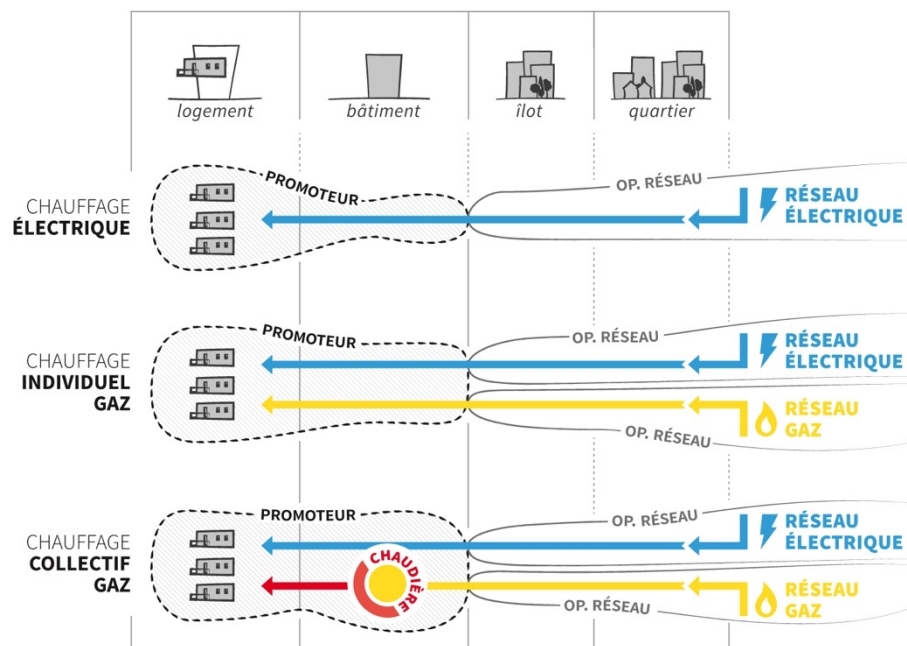 logement
bâtiment
îlot
quartier
CHAUFFAGE
ÉLECTRIQUE
PROMOTEUR
OP. RÉSEAU
RÉSEAU
ÉLECTRIQUE
CHAUFFAGE
INDIVIDUEL
GAZ
PROMOTEUR
OP. RÉSEAU
RÉSEAU
ÉLECTRIQUE
OP. RÉSEAU
RÉSEAU
GAZ
CHAUFFAGE
COLLECTIF
GAZ
PROMOTEUR
CHAUDIÈRE
OP. RÉSEAU
RÉSEAU
ÉLECTRIQUE
OP. RÉSEAU
RÉSEAU
GAZ